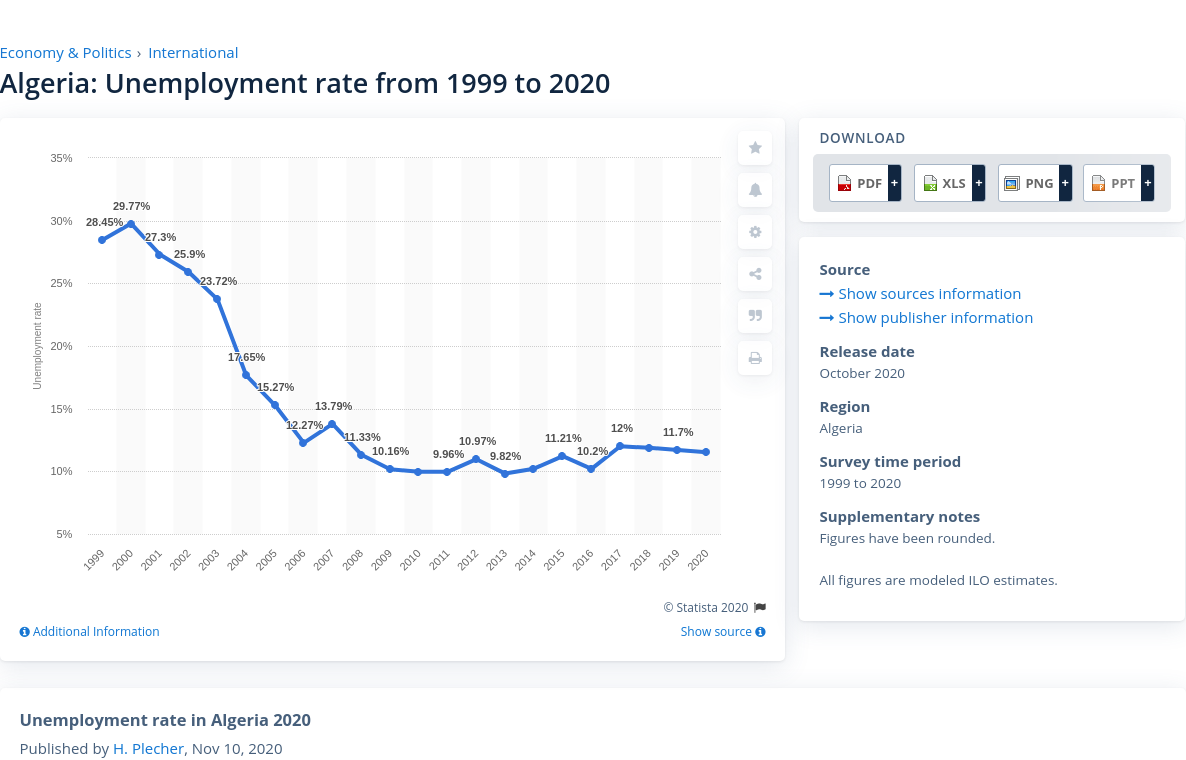 Economy & Politics › International
Algeria: Unemployment rate from 1999 to 2020
35%
30%
25%
20%
15%
10%
5%
Unemployment rate
28.45%
29.77%
27.3%
25.9%
23.72%
17.65%
15.27%
12.27%
13.79%
11.33%
10.16%
9.96%
10.97%
9.82%
11.21%
10.2%
12%
11.7%
1999
2000
2001
2002
2003
2004
2005
2006
2007
2008
2009
2010
2011
2012
2013
2014
2015
2016
2017
2018
2019
2020
© Statista 2020
Additional Information
Show source
DOWNLOAD
PDF +
XLS +
PNG +
PPT +
Source
Show sources information
Show publisher information
Release date
October 2020
Region
Algeria
Survey time period
1999 to 2020
Supplementary notes
Figures have been rounded.
All figures are modeled ILO estimates.
Unemployment rate in Algeria 2020
Published by H. Plecher, Nov 10, 2020